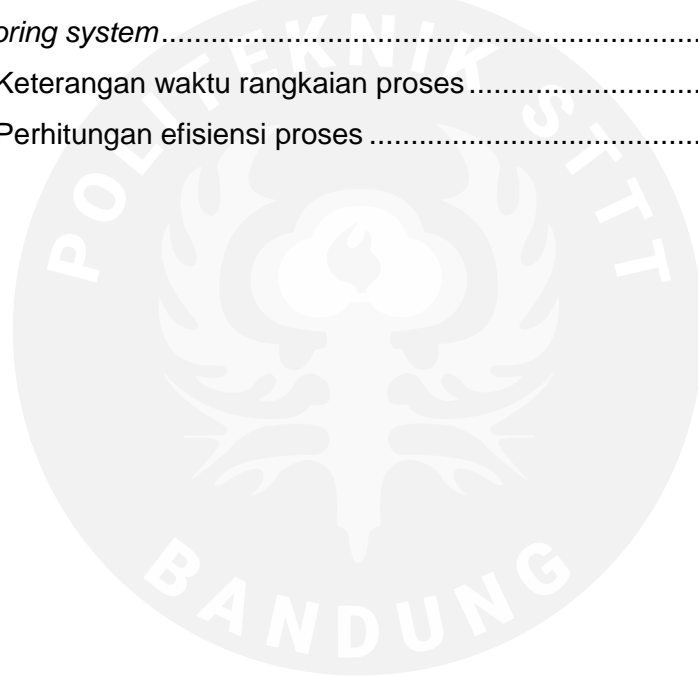 oring system........................................................................
Keterangan waktu rangkaian proses..............................
Perhitungan efisiensi proses...........................................
POLITEKNIK STTT
BANDUNG